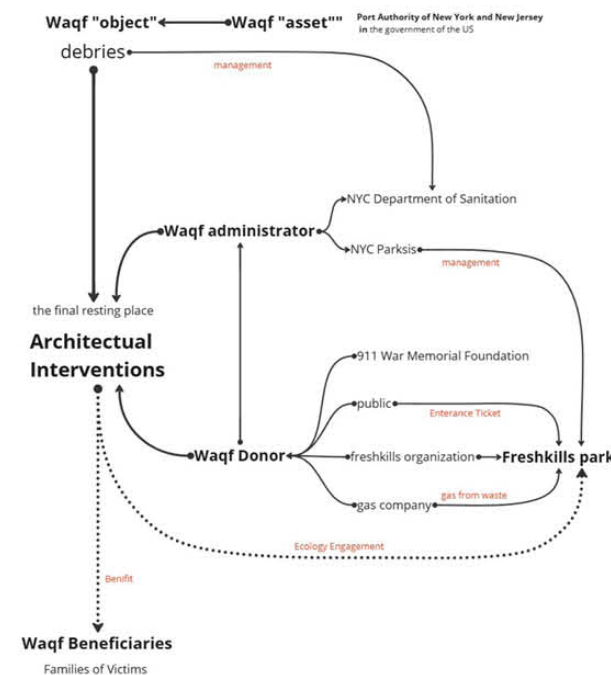 Waqf "object"
Waqf "asset""
Port Authority of New York and New Jersey
in the government of the US
debries
management
NYC Department of Sanitation
Waqf administrator
NYC Parksis
management
the final resting place
Architectual
Interventions
911 War Memorial Foundation
public
Enterance Ticket
Waqf Donor
freshkills organization
Freshkills park
gas company
gas from waste
Ecology Engagement
Benifit
Waqf Beneficiaries
Families of Victims